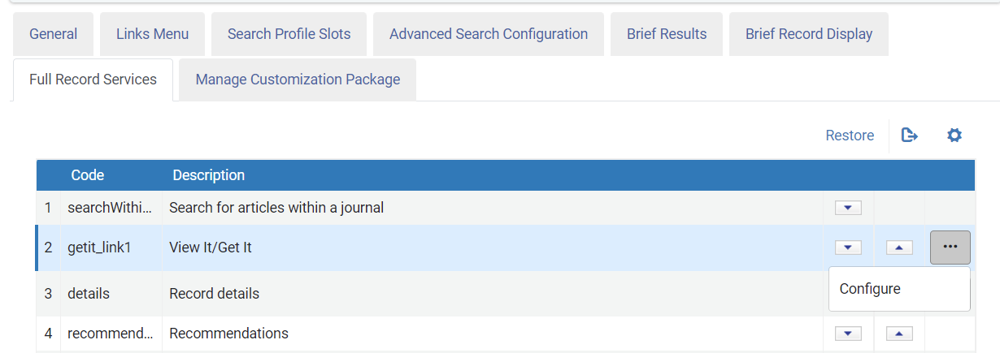 General Links Menu Search Profile Slots Advanced Search Configuration Brief Results Brief Record Display
Full Record Services Manage Customization Package
Restore
Code Description
1 searchWithi... Search for articles within a journal
2 getit_link1 View It/Get It
Configure
3 details Record details
4 recommend... Recommendations